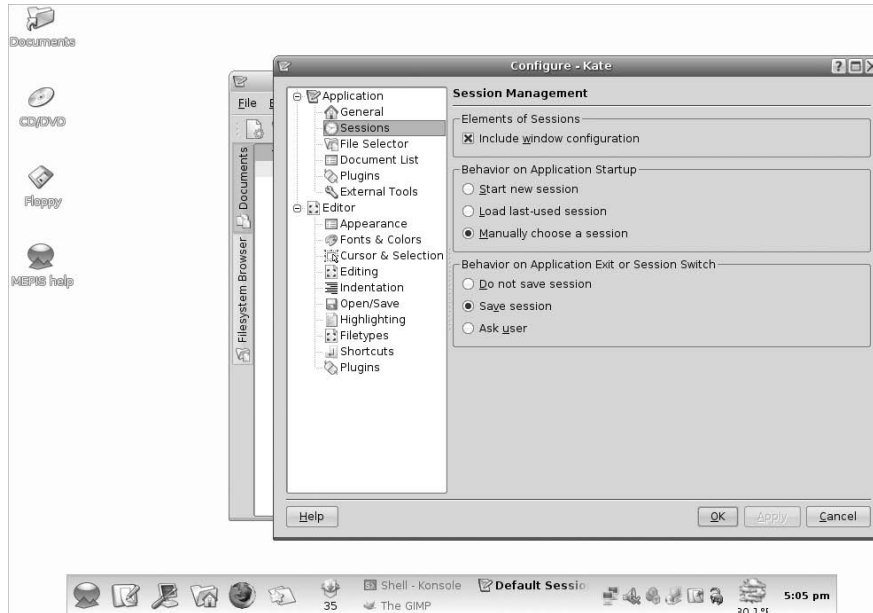 Documents
CD/DVD
Floppy
MEPIS help
File
Documents
Filesystem Browser
Configure - Kate
Application
General
Sessions
File Selector
Document List
Plugins
External Tools
Editor
Appearance
Fonts & Colors
Cursor & Selection
Editing
Indentation
Open/Save
Highlighting
Filetypes
Shortcuts
Plugins
Session Management
Elements of Sessions
Include window configuration
Behavior on Application Startup
Start new session
Load last-used session
Manually choose a session
Behavior on Application Exit or Session Switch
Do not save session
Save session
Ask user
Help
OK
Apply
Cancel
35
Shell - Konsole
The GIMP
Default Sessio
5:05 pm